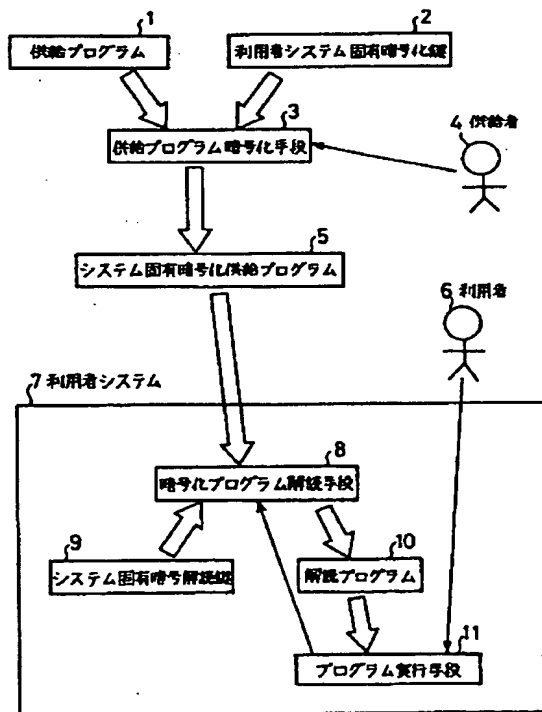 1
供給プログラム
2
利用者システム固有暗号化鍵
3
供給プログラム暗号化手段
4 供給者
5
システム固有暗号化供給プログラム
6 利用者
7 利用者システム
8
暗号化プログラム解読手段
9
システム固有暗号解読鍵
10
解読プログラム
11
プログラム実行手段